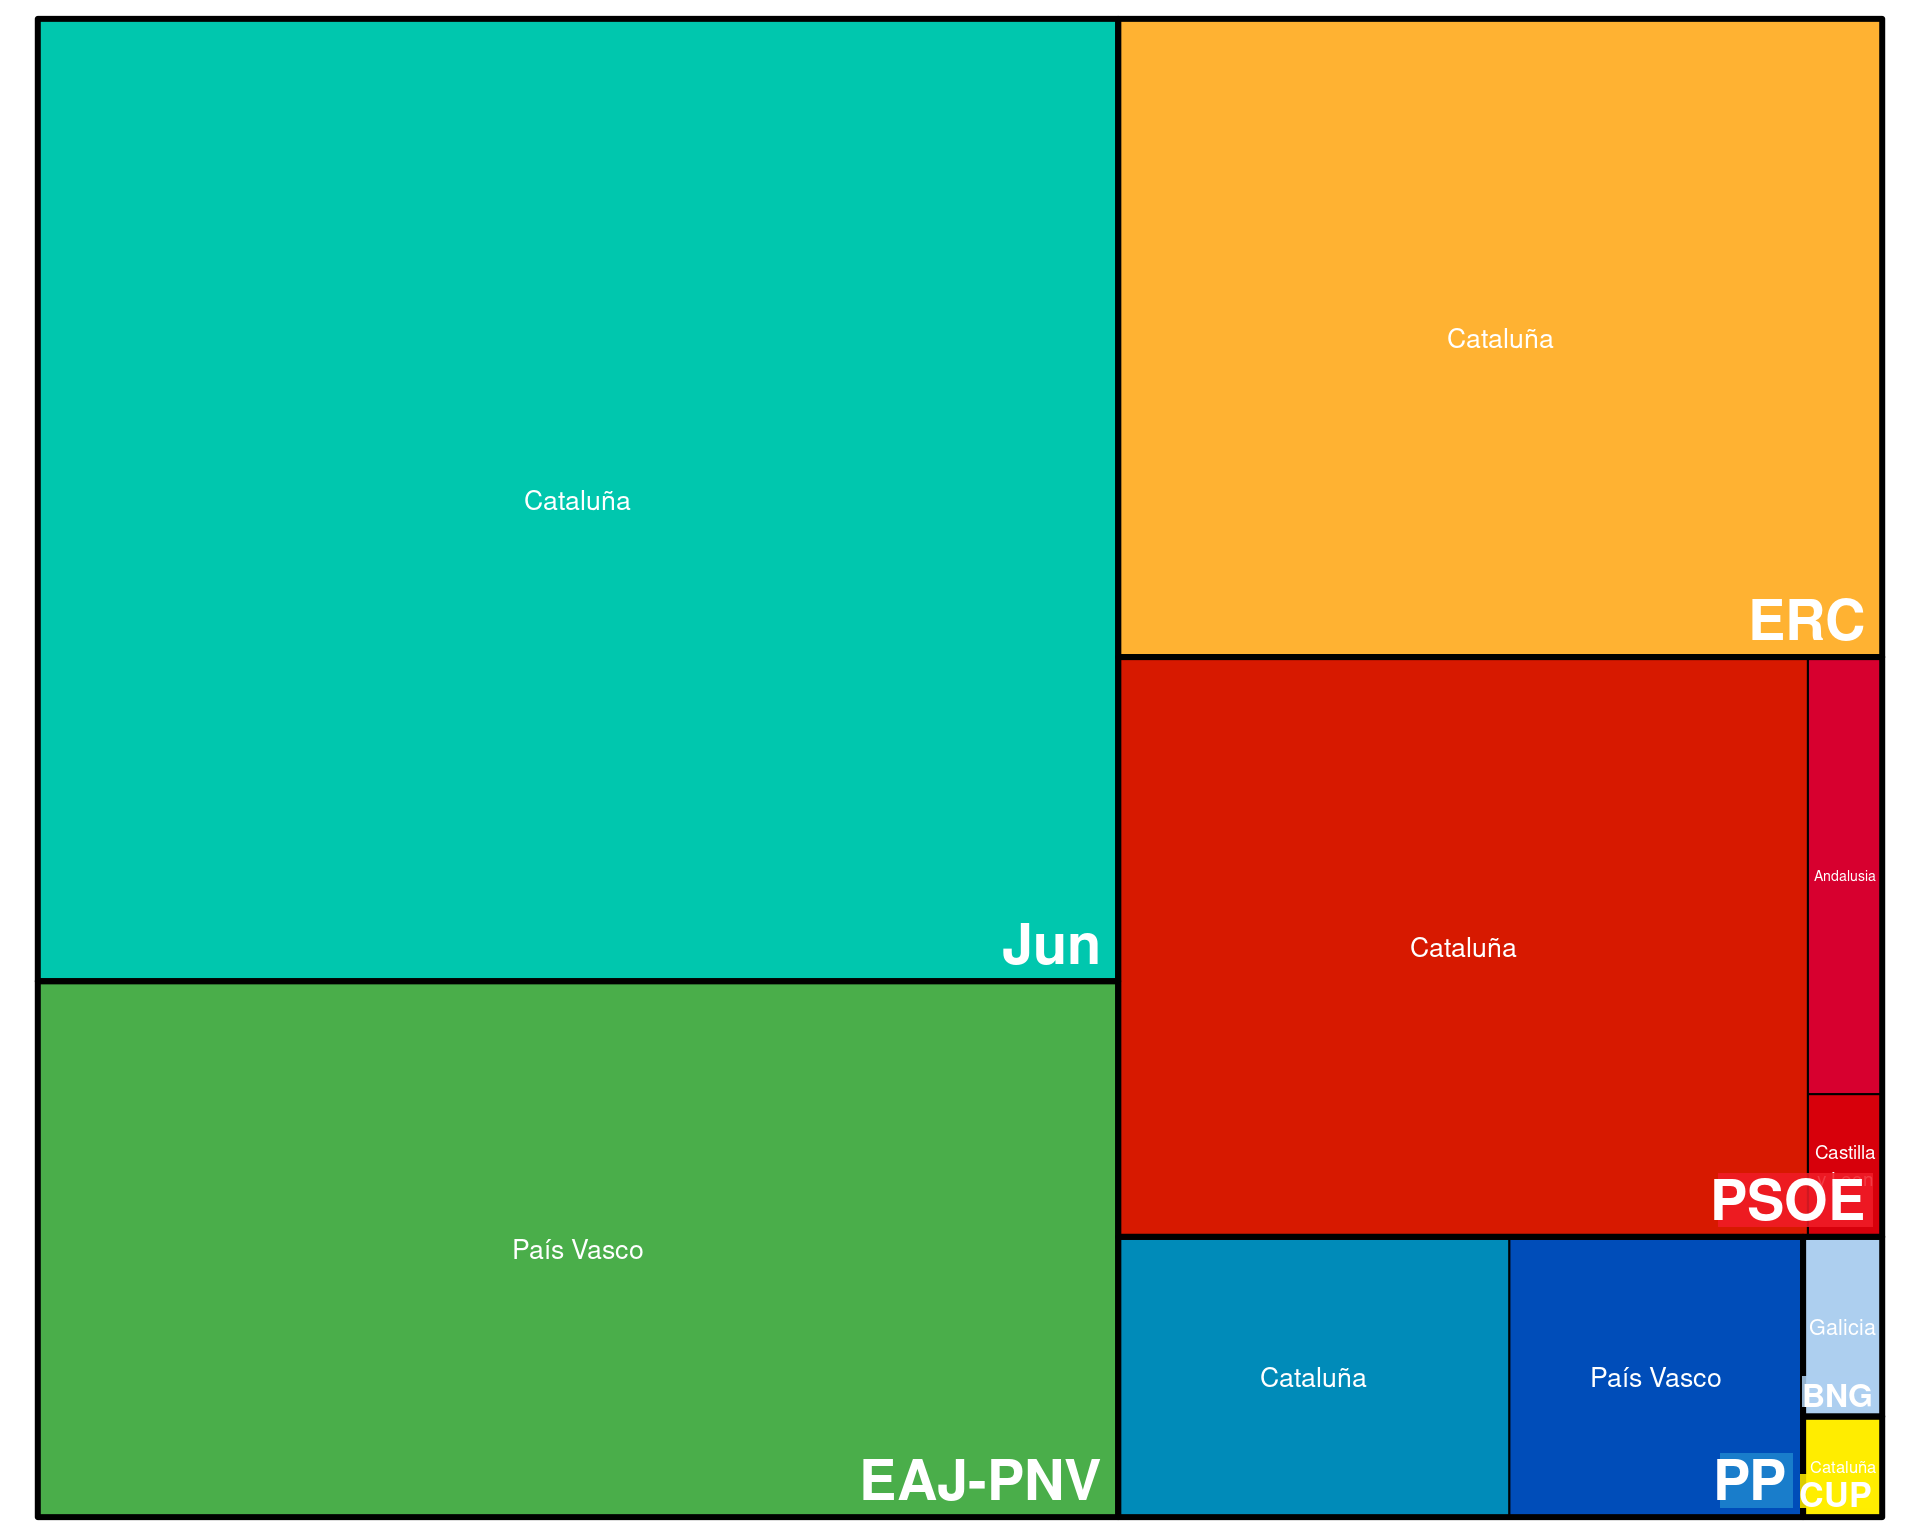 Cataluña
Jun
País Vasco
EAJ-PNV
Cataluña
ERC
Cataluña
Andalusia
Castilla
PSOE
Cataluña
País Vasco
PP
Galicia
BNG
Cataluña
CUP